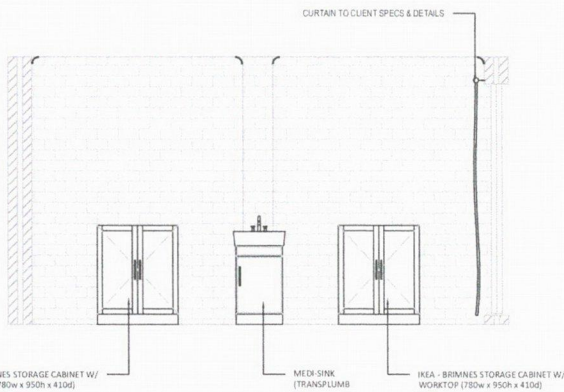 CURTAIN TO CLIENT SPECS & DETAILS
NES STORAGE CABINET W/
780w x 950h x 410d)
MEDI-SINK
(TRANSPLUMB
IKEA - BRIMNES STORAGE CABINET W/
WORKTOP (780w x 950h x 410d)